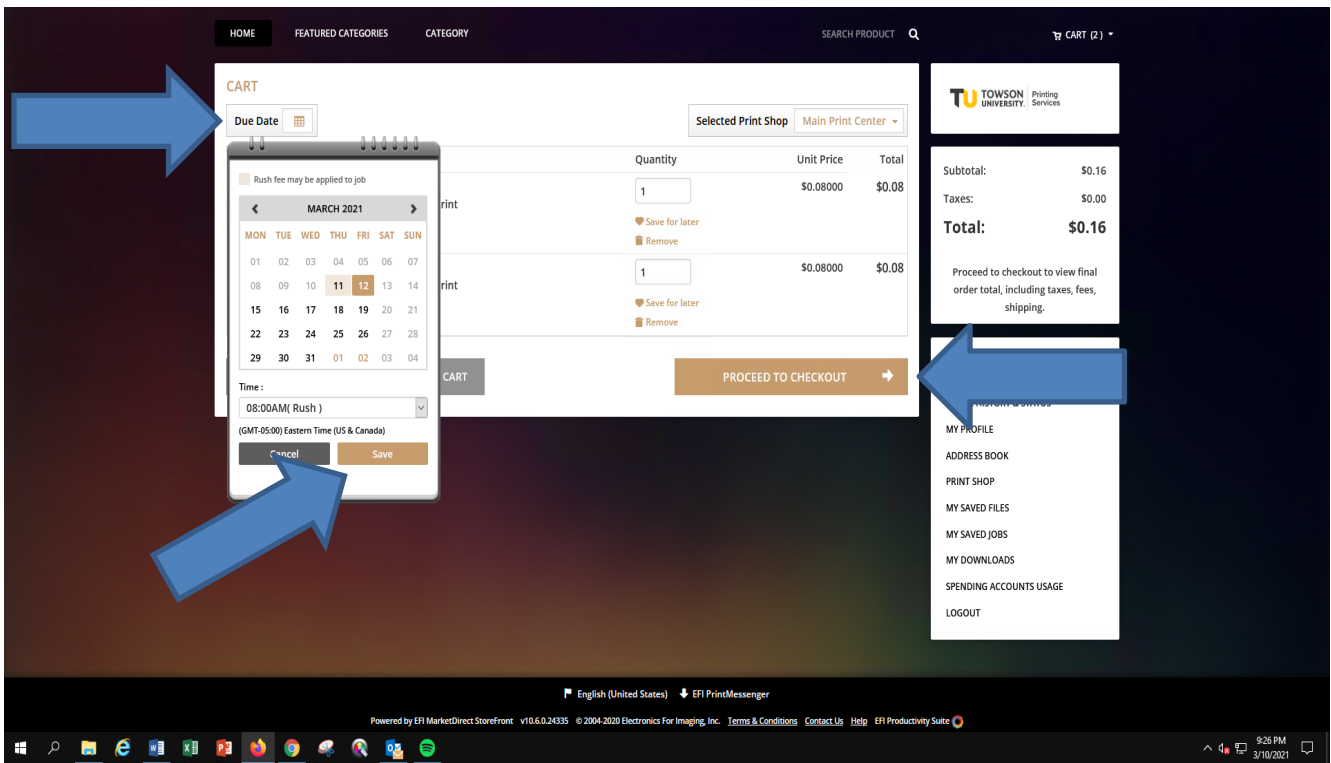 HOME FEATURED CATEGORIES CATEGORY SEARCH PRODUCT CART (2)
CART
Due Date
Selected Print Shop Main Print Center
Rush fee may be applied to job
MARCH 2021
MON TUE WED THU FRI SAT SUN
01 02 03 04 05 06 07
08 09 10 11 12 13 14
15 16 17 18 19 20 21
22 23 24 25 26 27 28
29 30 31 01 02 03 04
Time :
08:00AM( Rush )
(GMT-05:00) Eastern Time (US & Canada)
Cancel Save
Quantity Unit Price Total
rint 1 $0.08000 $0.08
Save for later
Remove
rint 1 $0.08000 $0.08
Save for later
Remove
CART PROCEED TO CHECKOUT
TU TOWSON UNIVERSITY. Printing Services
Subtotal: $0.16
Taxes: $0.00
Total: $0.16
Proceed to checkout to view final
order total, including taxes, fees,
shipping.
& STATUS
MY PROFILE
ADDRESS BOOK
PRINT SHOP
MY SAVED FILES
MY SAVED JOBS
MY DOWNLOADS
SPENDING ACCOUNTS USAGE
LOGOUT
English (United States) EFI PrintMessenger
Powered by EFI MarketDirect StoreFront v10.6.0.24335 © 2004-2020 Electronics For Imaging, Inc. Terms & Conditions Contact Us Help EFI Productivity Suite
9:26 PM
3/10/2021